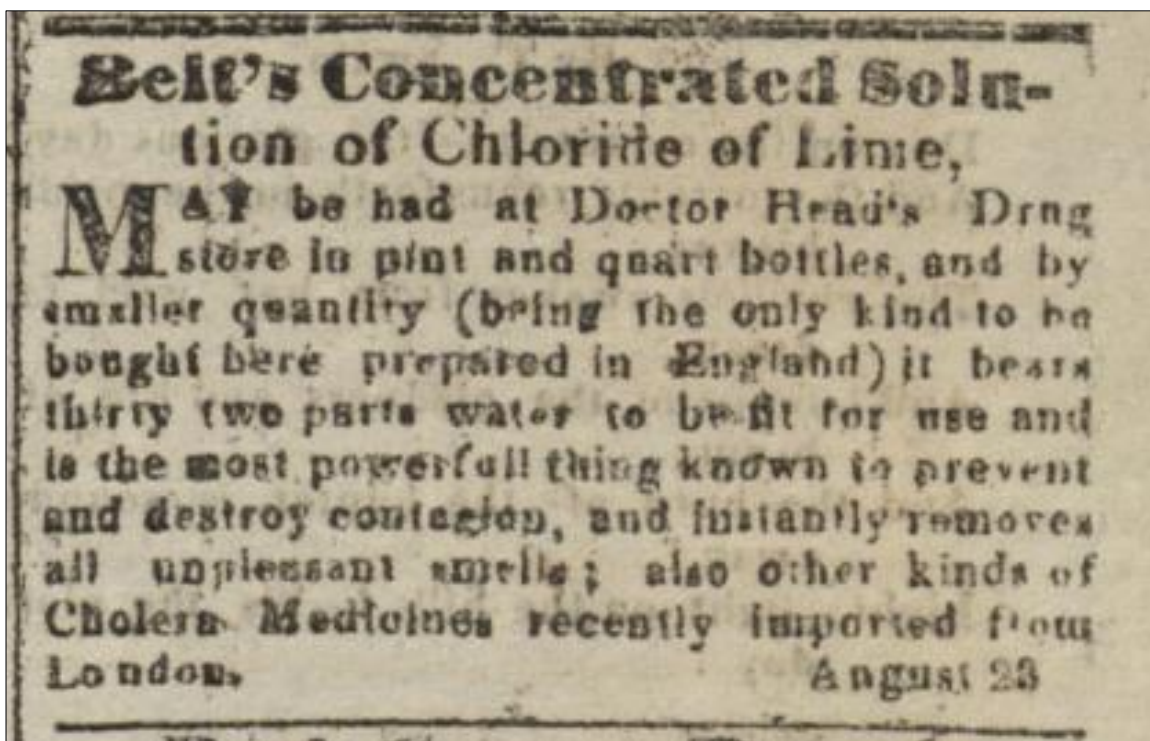 Beit's Concentrated Solu-
tion of Chloride of Lime,
MAY be had at Doctor Head's Drug
store in pint and quart bottles, and by
smaller quantity (being the only kind to be
bought here prepared in England) it bears
thirty two parts water to be fit for use and
is the most powerfull thing known to prevent
and destroy contagion, and instantly removes
all unpleasant smells; also other kinds of
Cholera Medicines recently imported from
London. August 23